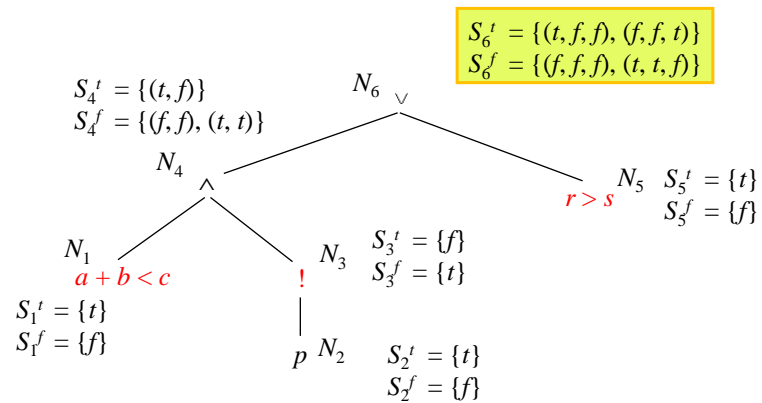 S₆ᵗ = {(t, f, f), (f, f, t)}
S₆ᶠ = {(f, f, f), (t, t, f)}
N₆
∨
S₄ᵗ = {(t, f)}
S₄ᶠ = {(f, f), (t, t)}
N₄
∧
N₅
r > s
S₅ᵗ = {t}
S₅ᶠ = {f}
N₁
a + b < c
S₁ᵗ = {t}
S₁ᶠ = {f}
N₃
!
S₃ᵗ = {f}
S₃ᶠ = {t}
p N₂
S₂ᵗ = {t}
S₂ᶠ = {f}